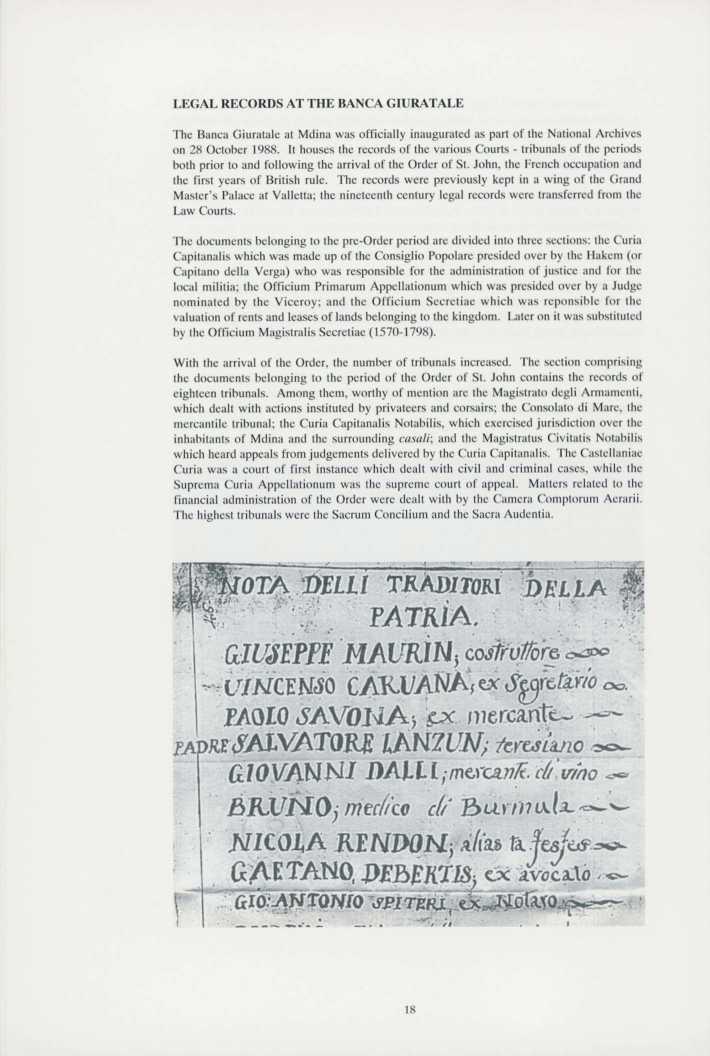 LEGAL RECORDS AT THE BANCA GIURATALE
The Banca Giuratale at Mdina was officially inaugurated as part of the National Archives
on 28 October 1988. It houses the records of the various Courts - tribunals of the periods
both prior to and following the arrival of the Order of St. John, the French occupation and
the first years of British rule. The records were previously kept in a wing of the Grand
Master's Palace at Valletta; the nineteenth century legal records were transferred from the
Law Courts.
The documents belonging to the pre-Order period are divided into three sections: the Curia
Capitanalis which was made up of the Consiglio Popolare presided over by the Hakem (or
Capitano della Verga) who was responsible for the administration of justice and for the
local militia; the Officium Primarum Appellationum which was presided over by a Judge
nominated by the Viceroy; and the Officium Secretiae which was reponsible for the
valuation of rents and leases of lands belonging to the kingdom. Later on it was substituted
by the Officium Magistralis Secretiae (1570-1798).
With the arrival of the Order, the number of tribunals increased. The section comprising
the documents belonging to the period of the Order of St. John contains the records of
eighteen tribunals. Among them, worthy of mention are the Magistrato degli Armamenti,
which dealt with actions instituted by privateers and corsairs; the Consolato di Mare, the
mercantile tribunal; the Curia Capitanalis Notabilis, which exercised jurisdiction over the
inhabitants of Mdina and the surrounding casali; and the Magistratus Civitatis Notabilis
which heard appeals from judgements delivered by the Curia Capitanalis. The Castellaniae
Curia was a court of first instance which dealt with civil and criminal cases, while the
Suprema Curia Appellationum was the supreme court of appeal. Matters related to the
financial administration of the Order were dealt with by the Camera Comptorum Aerarii.
The highest tribunals were the Sacrum Concilium and the Sacra Audentia.
NOTA DELLI TRADITORI DELLA
PATRIA.
GIUSEPPE MAURIN; costruttore
VINCENSO CARUANA; ex Segretario
PAOLO SAVONA; ex mercante
PADRE SALVATORE LANZUN; teresiano
GIOVANNI DALLI; mercant. di vino
BRUNO; medico di Burmula
NICOLA RENDON; alias ta fesfes
GAETANO, DEBERTIS; ex avocato
GIO: ANTONIO SPITERI ex Notaro
18